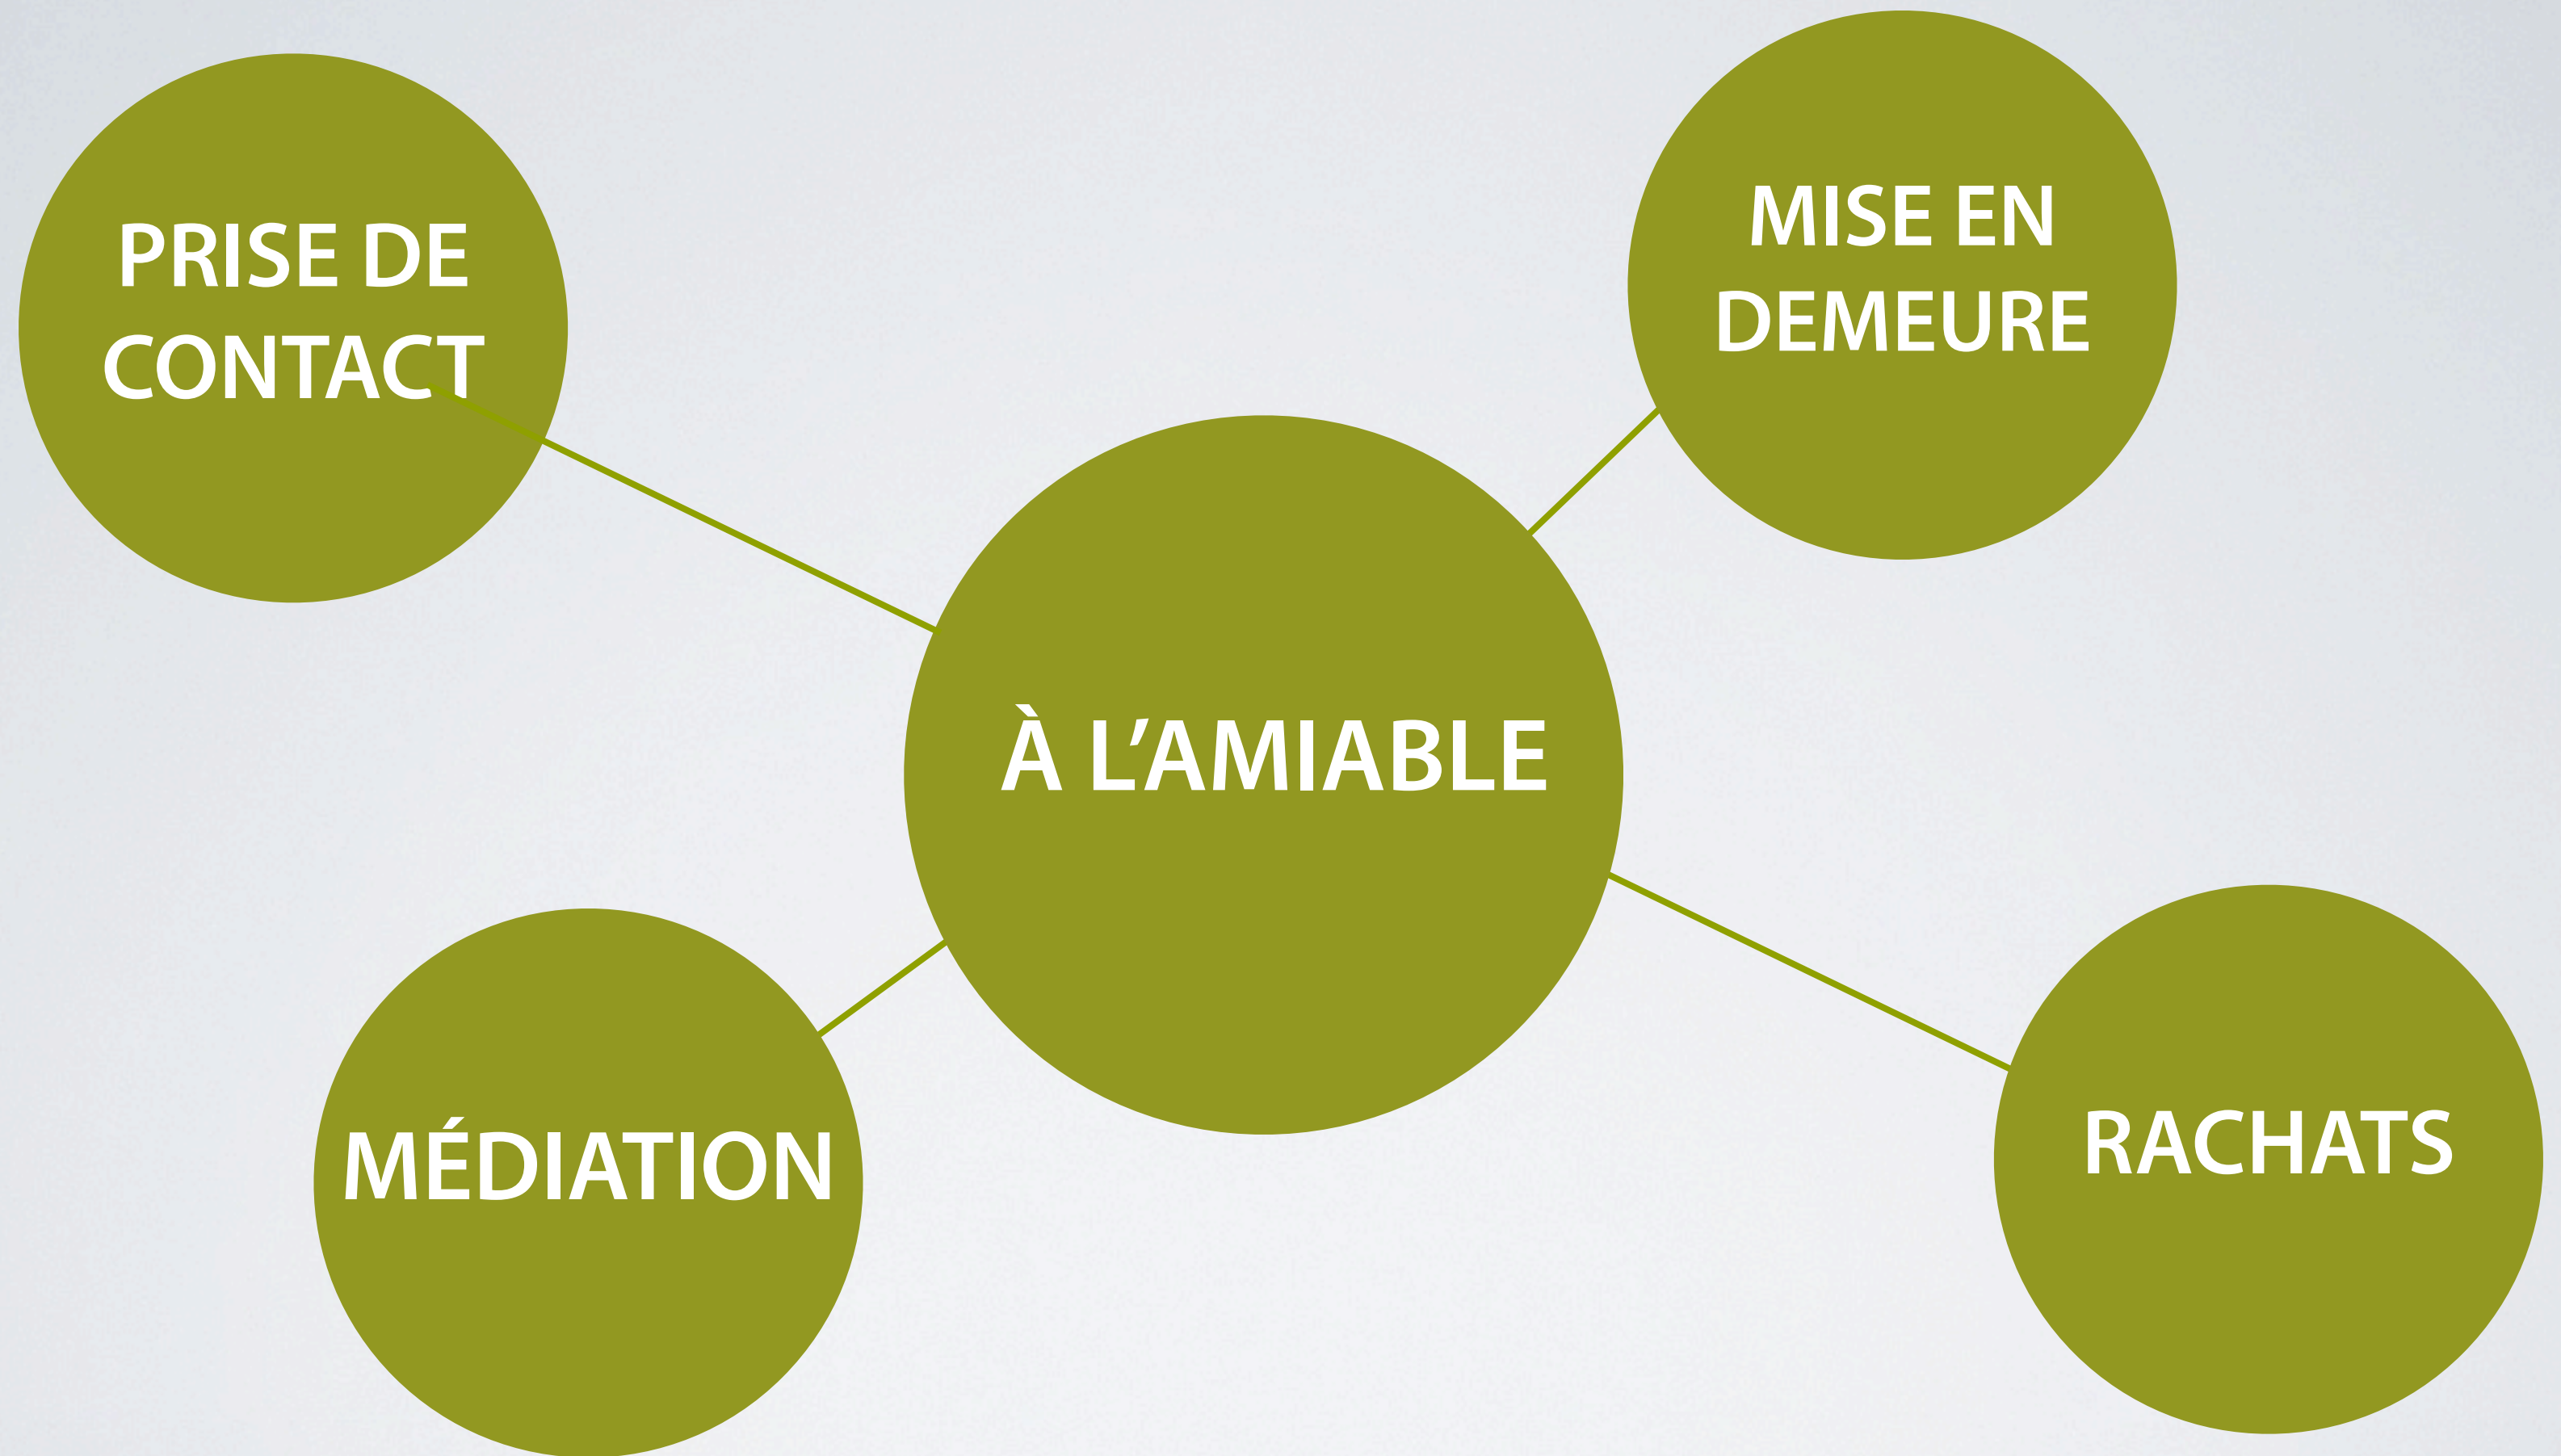 PRISE DE
CONTACT
MISE EN
DEMEURE
À L’AMIABLE
MÉDIATION
RACHATS